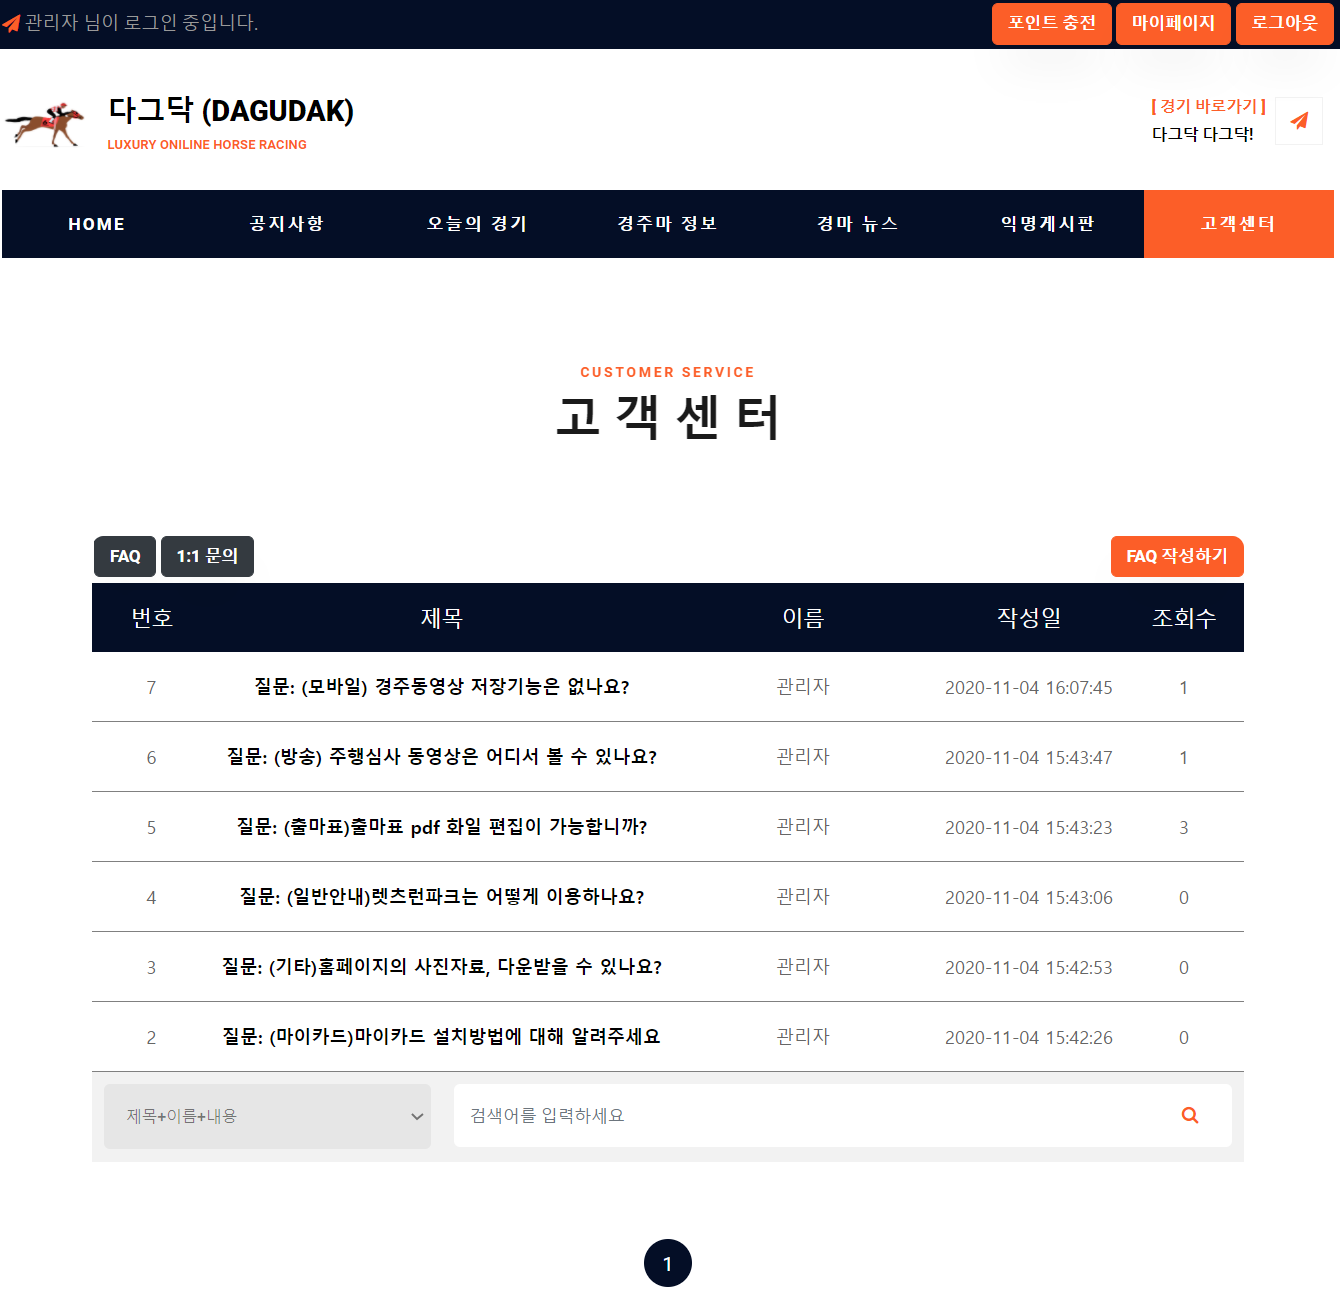 관리자 님이 로그인 중입니다.
포인트 충전 마이페이지 로그아웃
다그닥 (DAGUDAK)
LUXURY ONILINE HORSE RACING
[ 경기 바로가기 ]
다그닥 다그닥!
HOME 공지사항 오늘의 경기 경주마 정보 경마 뉴스 익명게시판 고객센터
CUSTOMER SERVICE
고객센터
FAQ 1:1 문의 FAQ 작성하기
번호 제목 이름 작성일 조회수
7 질문: (모바일) 경주동영상 저장기능은 없나요? 관리자 2020-11-04 16:07:45 1
6 질문: (방송) 주행심사 동영상은 어디서 볼 수 있나요? 관리자 2020-11-04 15:43:47 1
5 질문: (출마표)출마표 pdf 화일 편집이 가능합니까? 관리자 2020-11-04 15:43:23 3
4 질문: (일반안내)렛츠런파크는 어떻게 이용하나요? 관리자 2020-11-04 15:43:06 0
3 질문: (기타)홈페이지의 사진자료, 다운받을 수 있나요? 관리자 2020-11-04 15:42:53 0
2 질문: (마이카드)마이카드 설치방법에 대해 알려주세요 관리자 2020-11-04 15:42:26 0
제목+이름+내용 검색어를 입력하세요
1